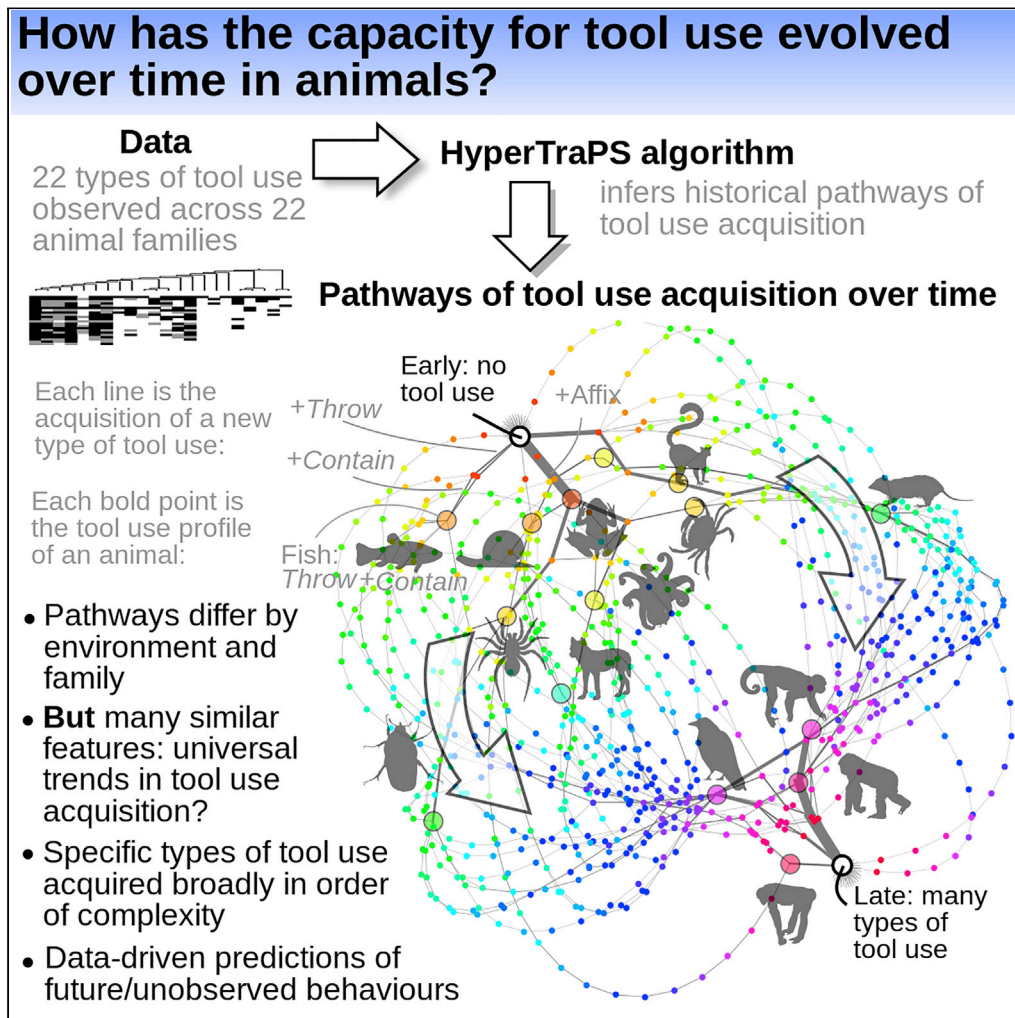 How has the capacity for tool use evolved
over time in animals?
Data
22 types of tool use
observed across 22
animal families
HyperTraPS algorithm
infers historical pathways of
tool use acquisition
Pathways of tool use acquisition over time
Early: no
tool use
+Affix
+Throw
+Contain
Each line is the
acquisition of a new
type of tool use:
Each bold point is
the tool use profile
of an animal:
Fish:
Throw+Contain
• Pathways differ by
environment and
family
• But many similar
features: universal
trends in tool use
acquisition?
• Specific types of tool use
acquired broadly in order
of complexity
• Data-driven predictions of
future/unobserved behaviours
Late: many
types of
tool use